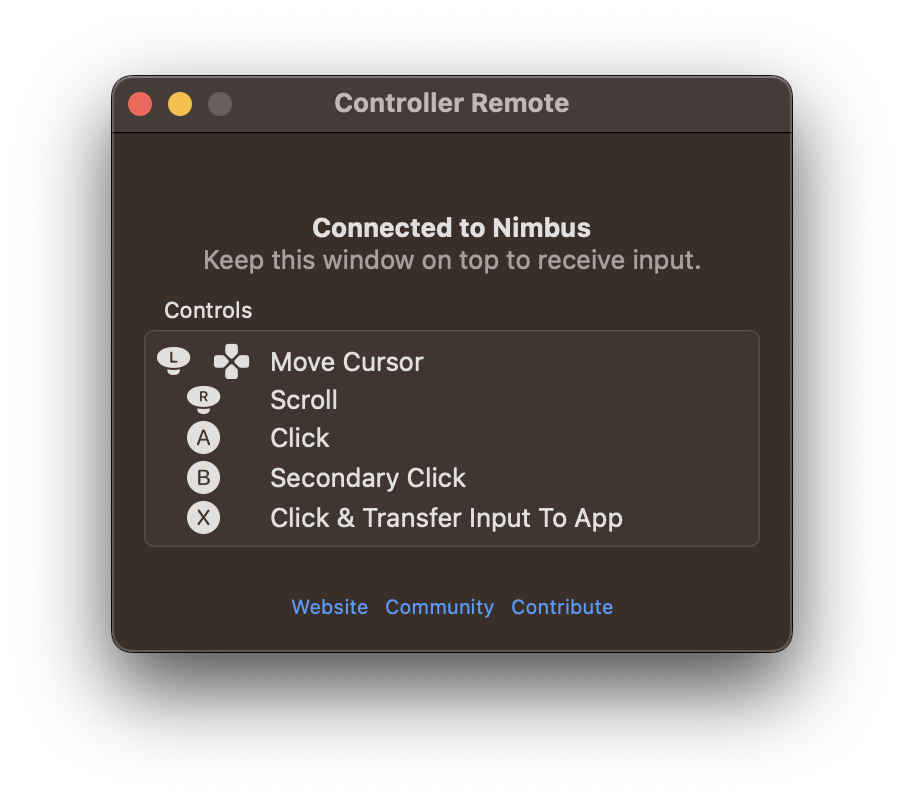 Controller Remote
Connected to Nimbus
Keep this window on top to receive input.
Controls
L Move Cursor
R Scroll
A Click
B Secondary Click
X Click & Transfer Input To App
Website Community Contribute